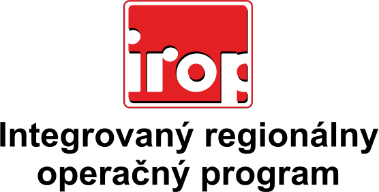 irop
Integrovaný regionálny
operačný program